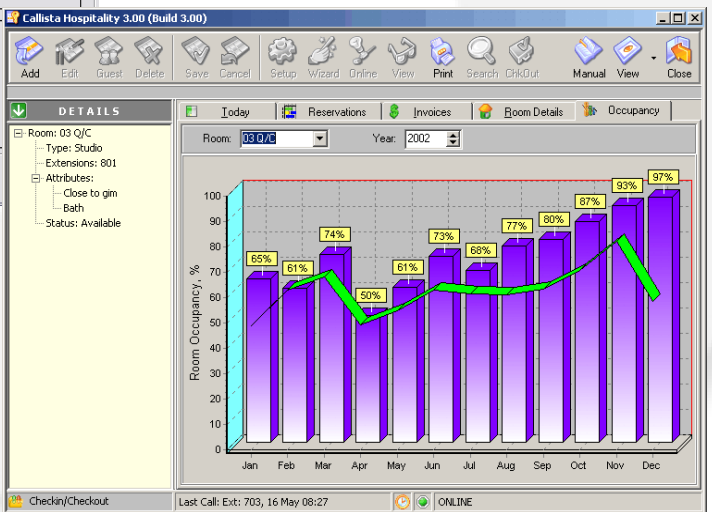 Callista Hospitality 3.00 (Build 3.00)
Add Edit Guest Delete Save Cancel Setup Wizard Online View Print Search ChkOut Manual View Close
DETAILS
Today Reservations Invoices Room Details Occupancy
Room: 03 Q/C
Type: Studio
Extensions: 801
Attributes:
Close to gim
Bath
Status: Available
Room: 03 Q/C Year: 2002
Room Occupancy, %
100
90
80
70
60
50
40
30
20
10
0
65% 61% 74% 50% 61% 73% 68% 77% 80% 87% 93% 97%
Jan Feb Mar Apr May Jun Jul Aug Sep Oct Nov Dec
Checkin/Checkout
Last Call: Ext: 703, 16 May 08:27
ONLINE